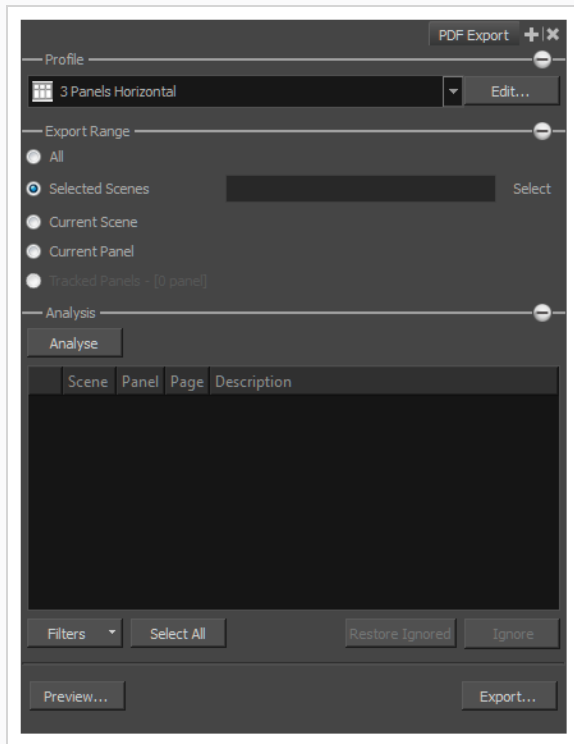 PDF Export
Profile
3 Panels Horizontal Edit...
Export Range
All
Selected Scenes Select
Current Scene
Current Panel
Tracked Panels - [0 panel]
Analysis
Analyse
Scene Panel Page Description
Filters Select All Restore Ignored Ignore
Preview... Export...